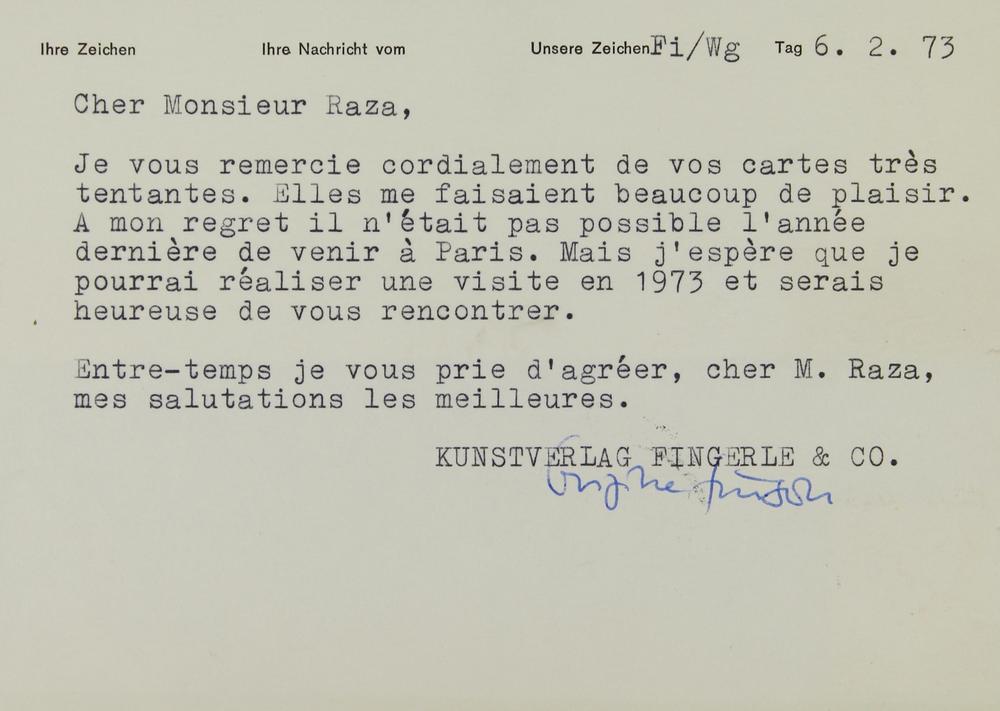 Ihre Zeichen Ihre Nachricht vom Unsere Zeichen Fi/Wg Tag 6. 2. 73
Cher Monsieur Raza,
Je vous remercie cordialement de vos cartes très
tentantes. Elles me faisaient beaucoup de plaisir.
A mon regret il n'était pas possible l'année
dernière de venir à Paris. Mais j'espère que je
pourrai réaliser une visite en 1973 et serais
heureuse de vous rencontrer.
Entre-temps je vous prie d'agréer, cher M. Raza,
mes salutations les meilleures.
KUNSTVERLAG FINGERLE & CO.